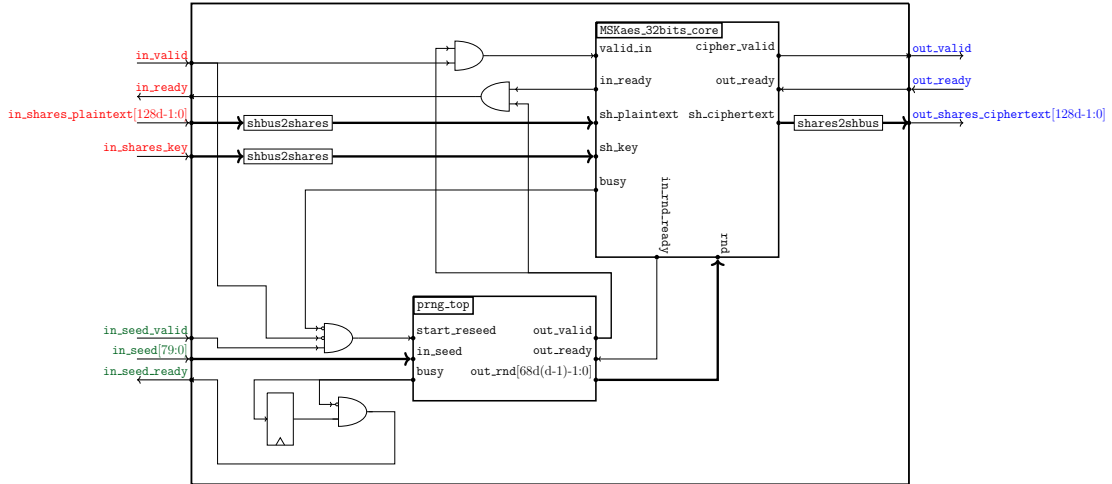 MSKaes_32bits_core
in_valid
valid_in
cipher_valid
out_valid
in_ready
in_ready
out_ready
out_ready
in_shares_plaintext[128d-1:0]
shbus2shares
sh_plaintext
sh_ciphertext
shares2shbus
out_shares_ciphertext[128d-1:0]
in_shares_key
shbus2shares
sh_key
busy
in_rnd_ready
rnd
prng_top
in_seed_valid
start_reseed
out_valid
in_seed[79:0]
in_seed
out_ready
in_seed_ready
busy
out_rnd[68d(d-1)-1:0]